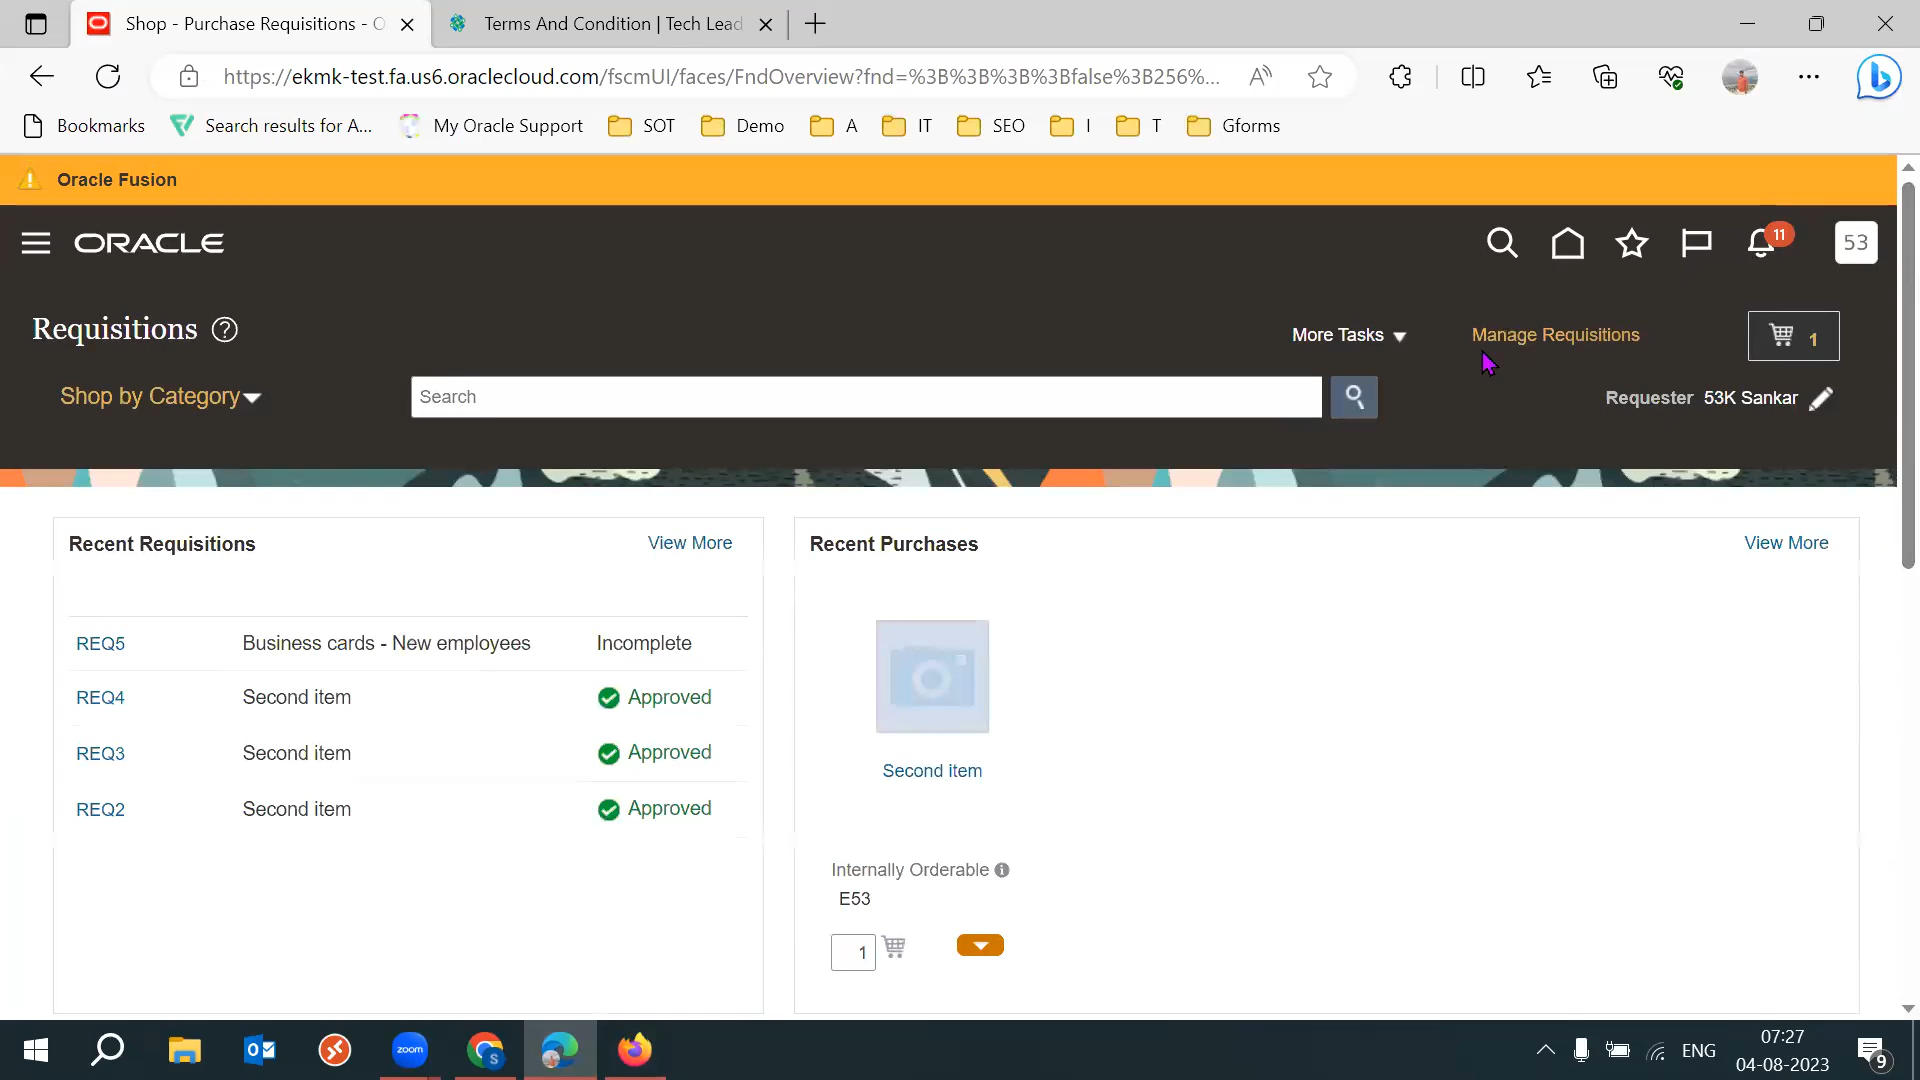 Shop - Purchase Requisitions - O
Terms And Condition | Tech Lead
https://ekmk-test.fa.us6.oraclecloud.com/fscmUI/faces/FndOverview?fnd=%3B%3B%3B%3Bfalse%3B256%...
Bookmarks
Search results for A...
My Oracle Support
SOT
Demo
A
IT
SEO
I
T
Gforms
Oracle Fusion
ORACLE
11
53
Requisitions
More Tasks
Manage Requisitions
1
Shop by Category
Search
Requester 53K Sankar
Recent Requisitions
View More
REQ5 Business cards - New employees Incomplete
REQ4 Second item Approved
REQ3 Second item Approved
REQ2 Second item Approved
Recent Purchases
View More
Second item
Internally Orderable
E53
1
zoom
S
ENG
07:27
04-08-2023
9